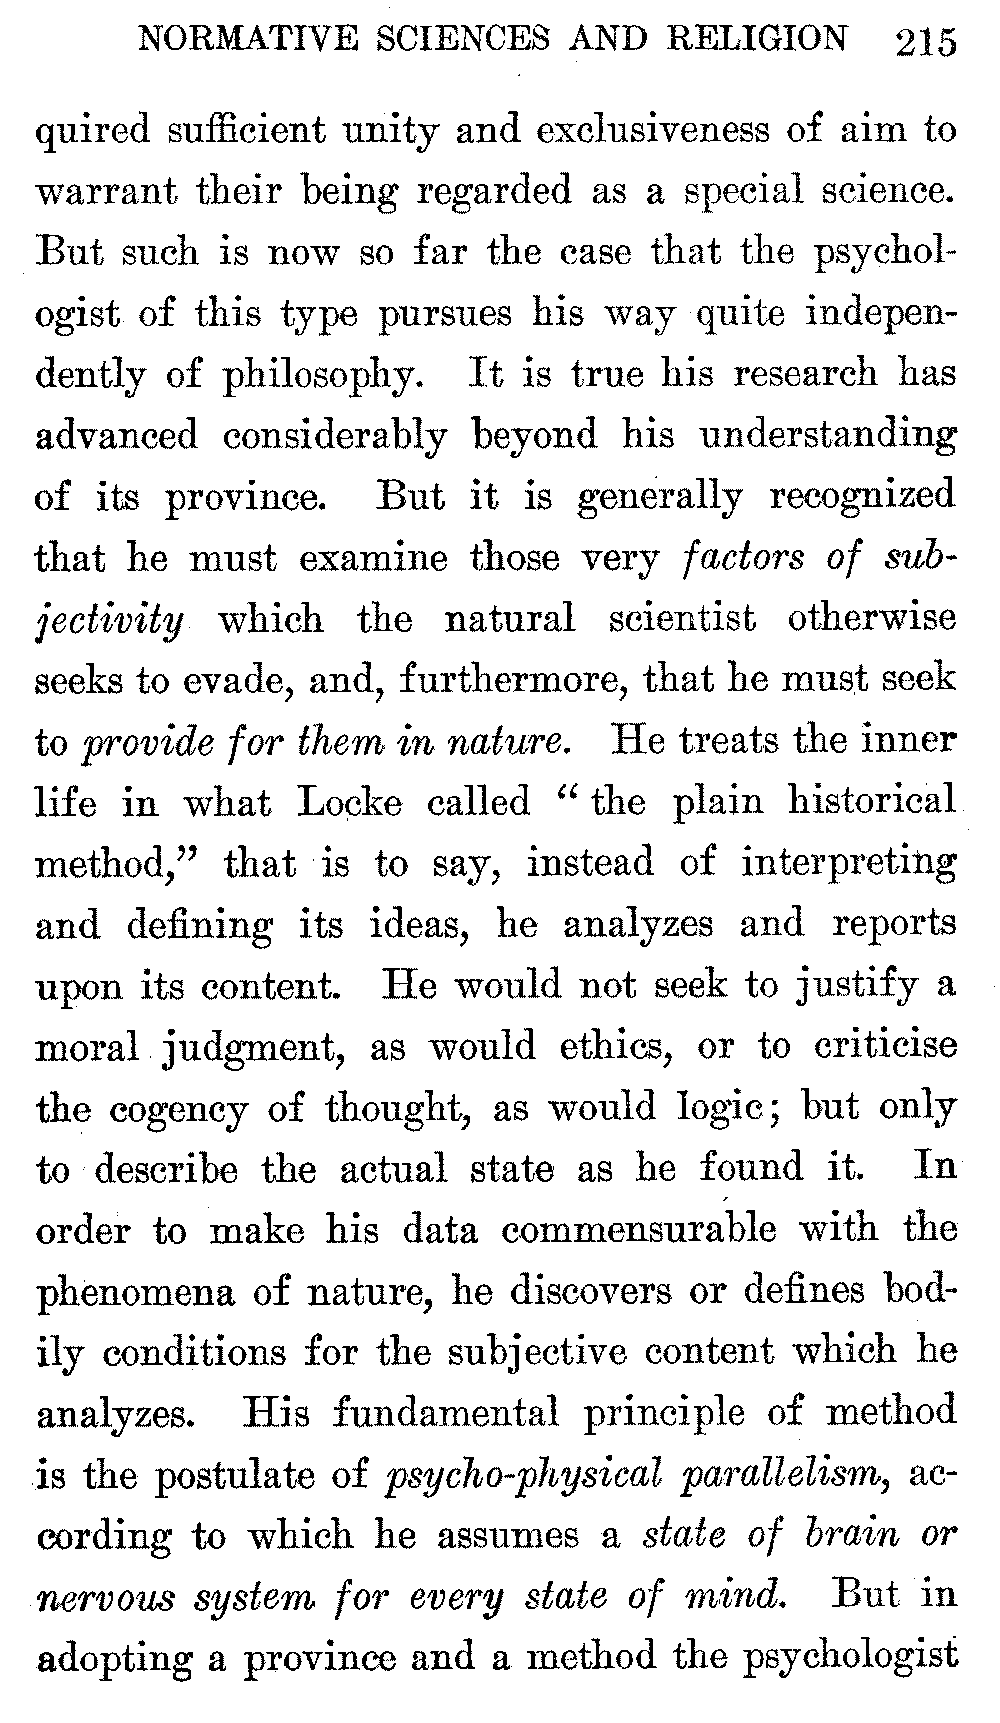 NORMATIVE SCIENCES AND RELIGION 215
quired sufficient unity and exclusiveness of aim to
warrant their being regarded as a special science.
But such is now so far the case that the psychol-
ogist of this type pursues his way quite indepen-
dently of philosophy. It is true his research has
advanced considerably beyond his understanding
of its province. But it is generally recognized
that he must examine those very factors of sub-
jectivity which the natural scientist otherwise
seeks to evade, and, furthermore, that he must seek
to provide for them in nature. He treats the inner
life in what Locke called “the plain historical
method,” that is to say, instead of interpreting
and defining its ideas, he analyzes and reports
upon its content. He would not seek to justify a
moral judgment, as would ethics, or to criticise
the cogency of thought, as would logic; but only
to describe the actual state as he found it. In
order to make his data commensurable with the
phenomena of nature, he discovers or defines bod-
ily conditions for the subjective content which he
analyzes. His fundamental principle of method
is the postulate of psycho-physical parallelism, ac-
cording to which he assumes a state of brain or
nervous system for every state of mind. But in
adopting a province and a method the psychologist